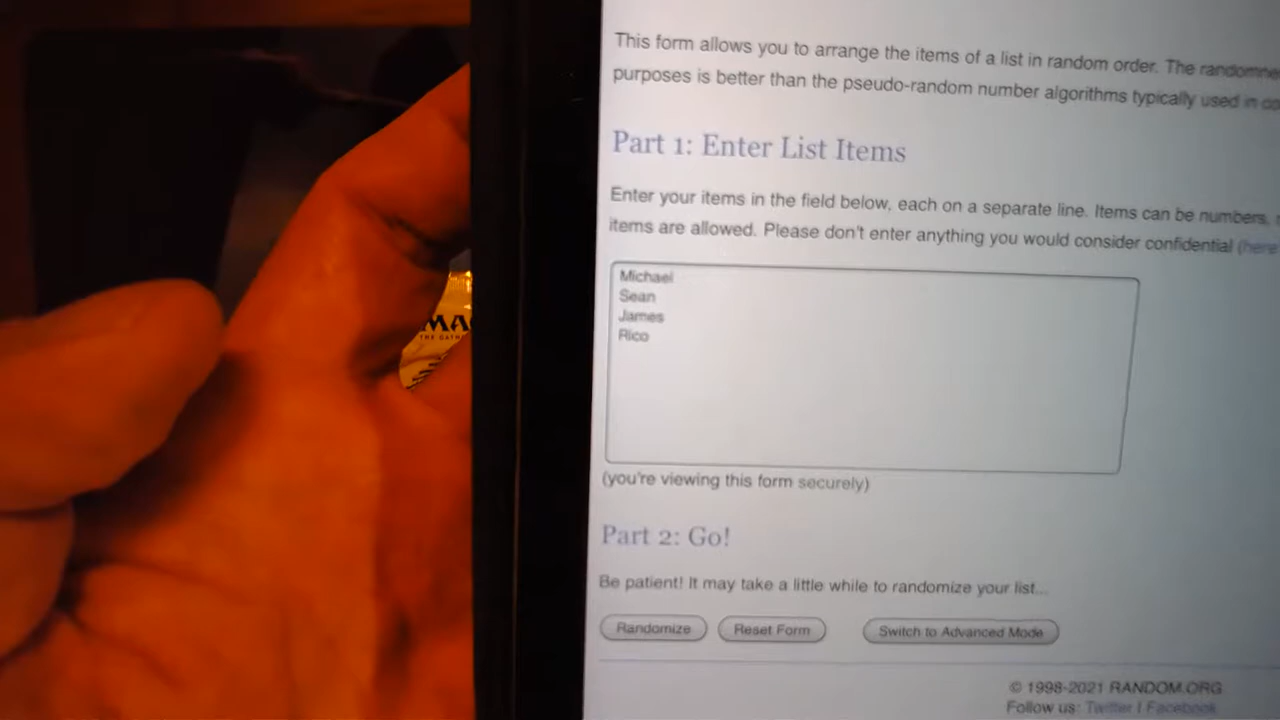 This form allows you to arrange the items of a list in random order. The
purposes is better than the pseudo-random number algorithms typically used in
Part 1: Enter List Items
Enter your items in the field below, each on a separate line. Items can be numbers,
items are allowed. Please don't enter anything you would consider confidential (here
Michael
Sean
James
Rico
(you're viewing this form securely)
Part 2: Go!
Be patient! It may take a little while to randomize your list...
Randomize Reset Form Switch to Advanced Mode
© 1998-2021 RANDOM.ORG
Follow us: Twitter | Facebook
MA
THE GATH